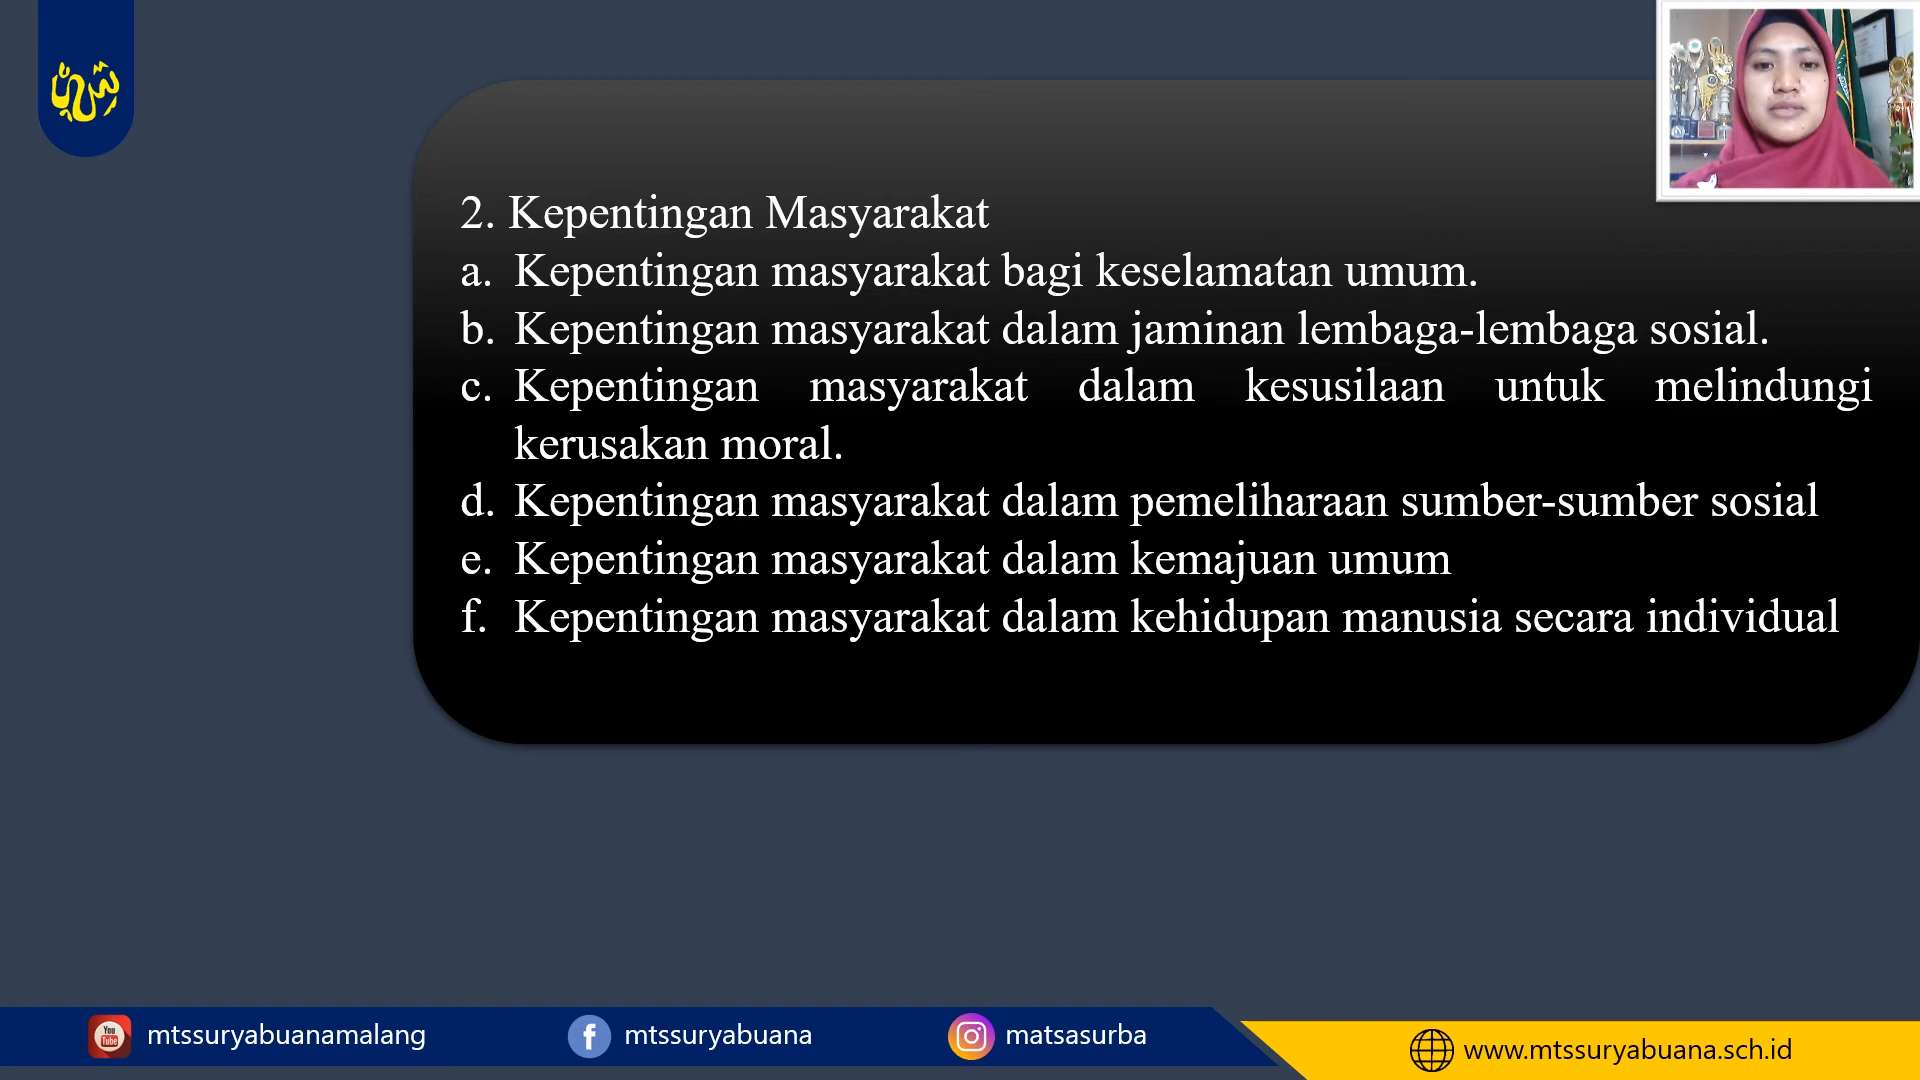 2. Kepentingan Masyarakat
a. Kepentingan masyarakat bagi keselamatan umum.
b. Kepentingan masyarakat dalam jaminan lembaga-lembaga sosial.
c. Kepentingan masyarakat dalam kesusilaan untuk melindungi
kerusakan moral.
d. Kepentingan masyarakat dalam pemeliharaan sumber-sumber sosial
e. Kepentingan masyarakat dalam kemajuan umum
f. Kepentingan masyarakat dalam kehidupan manusia secara individual
You Tube mtssuryabuanamalang
f mtssuryabuana
matsasurba
www.mtssuryabuana.sch.id